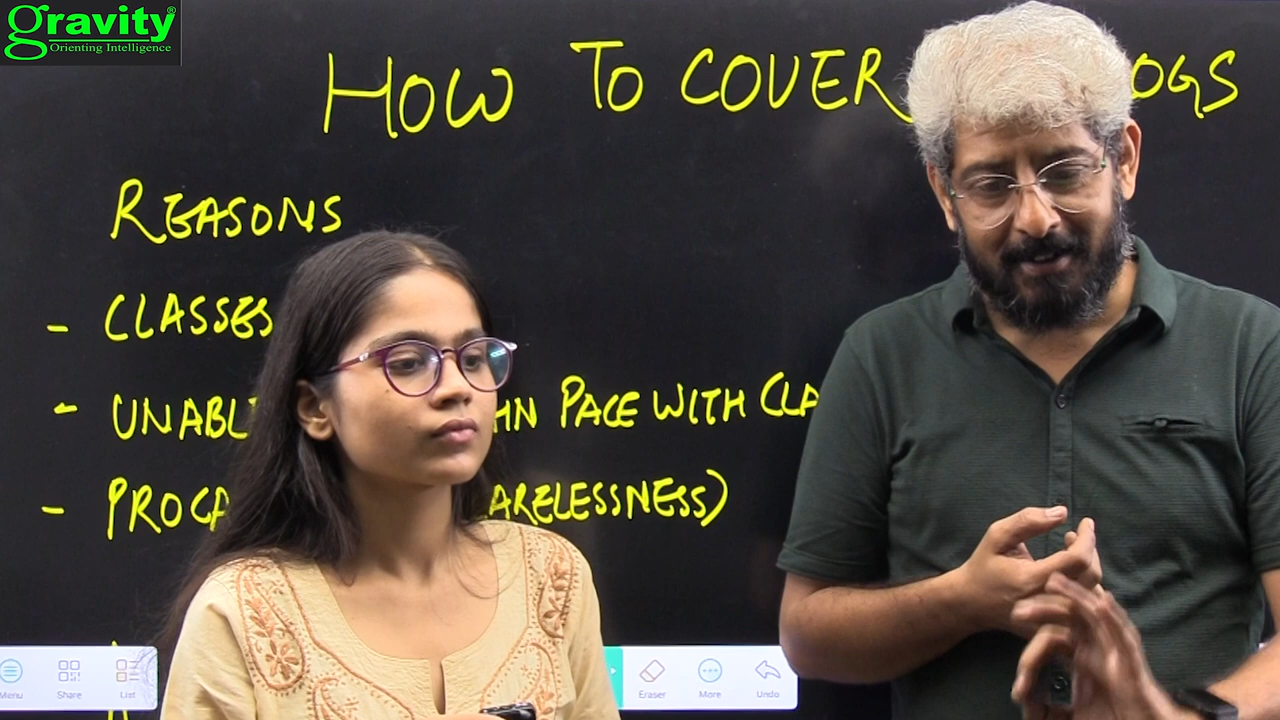 gravity®
Orienting Intelligence
HOW TO COVER OGS
REASONS
- CLASSES
- UNABL HN PACE WITH CLA
- PROCA ARELESSNESS)
Menu Share List Eraser More Undo